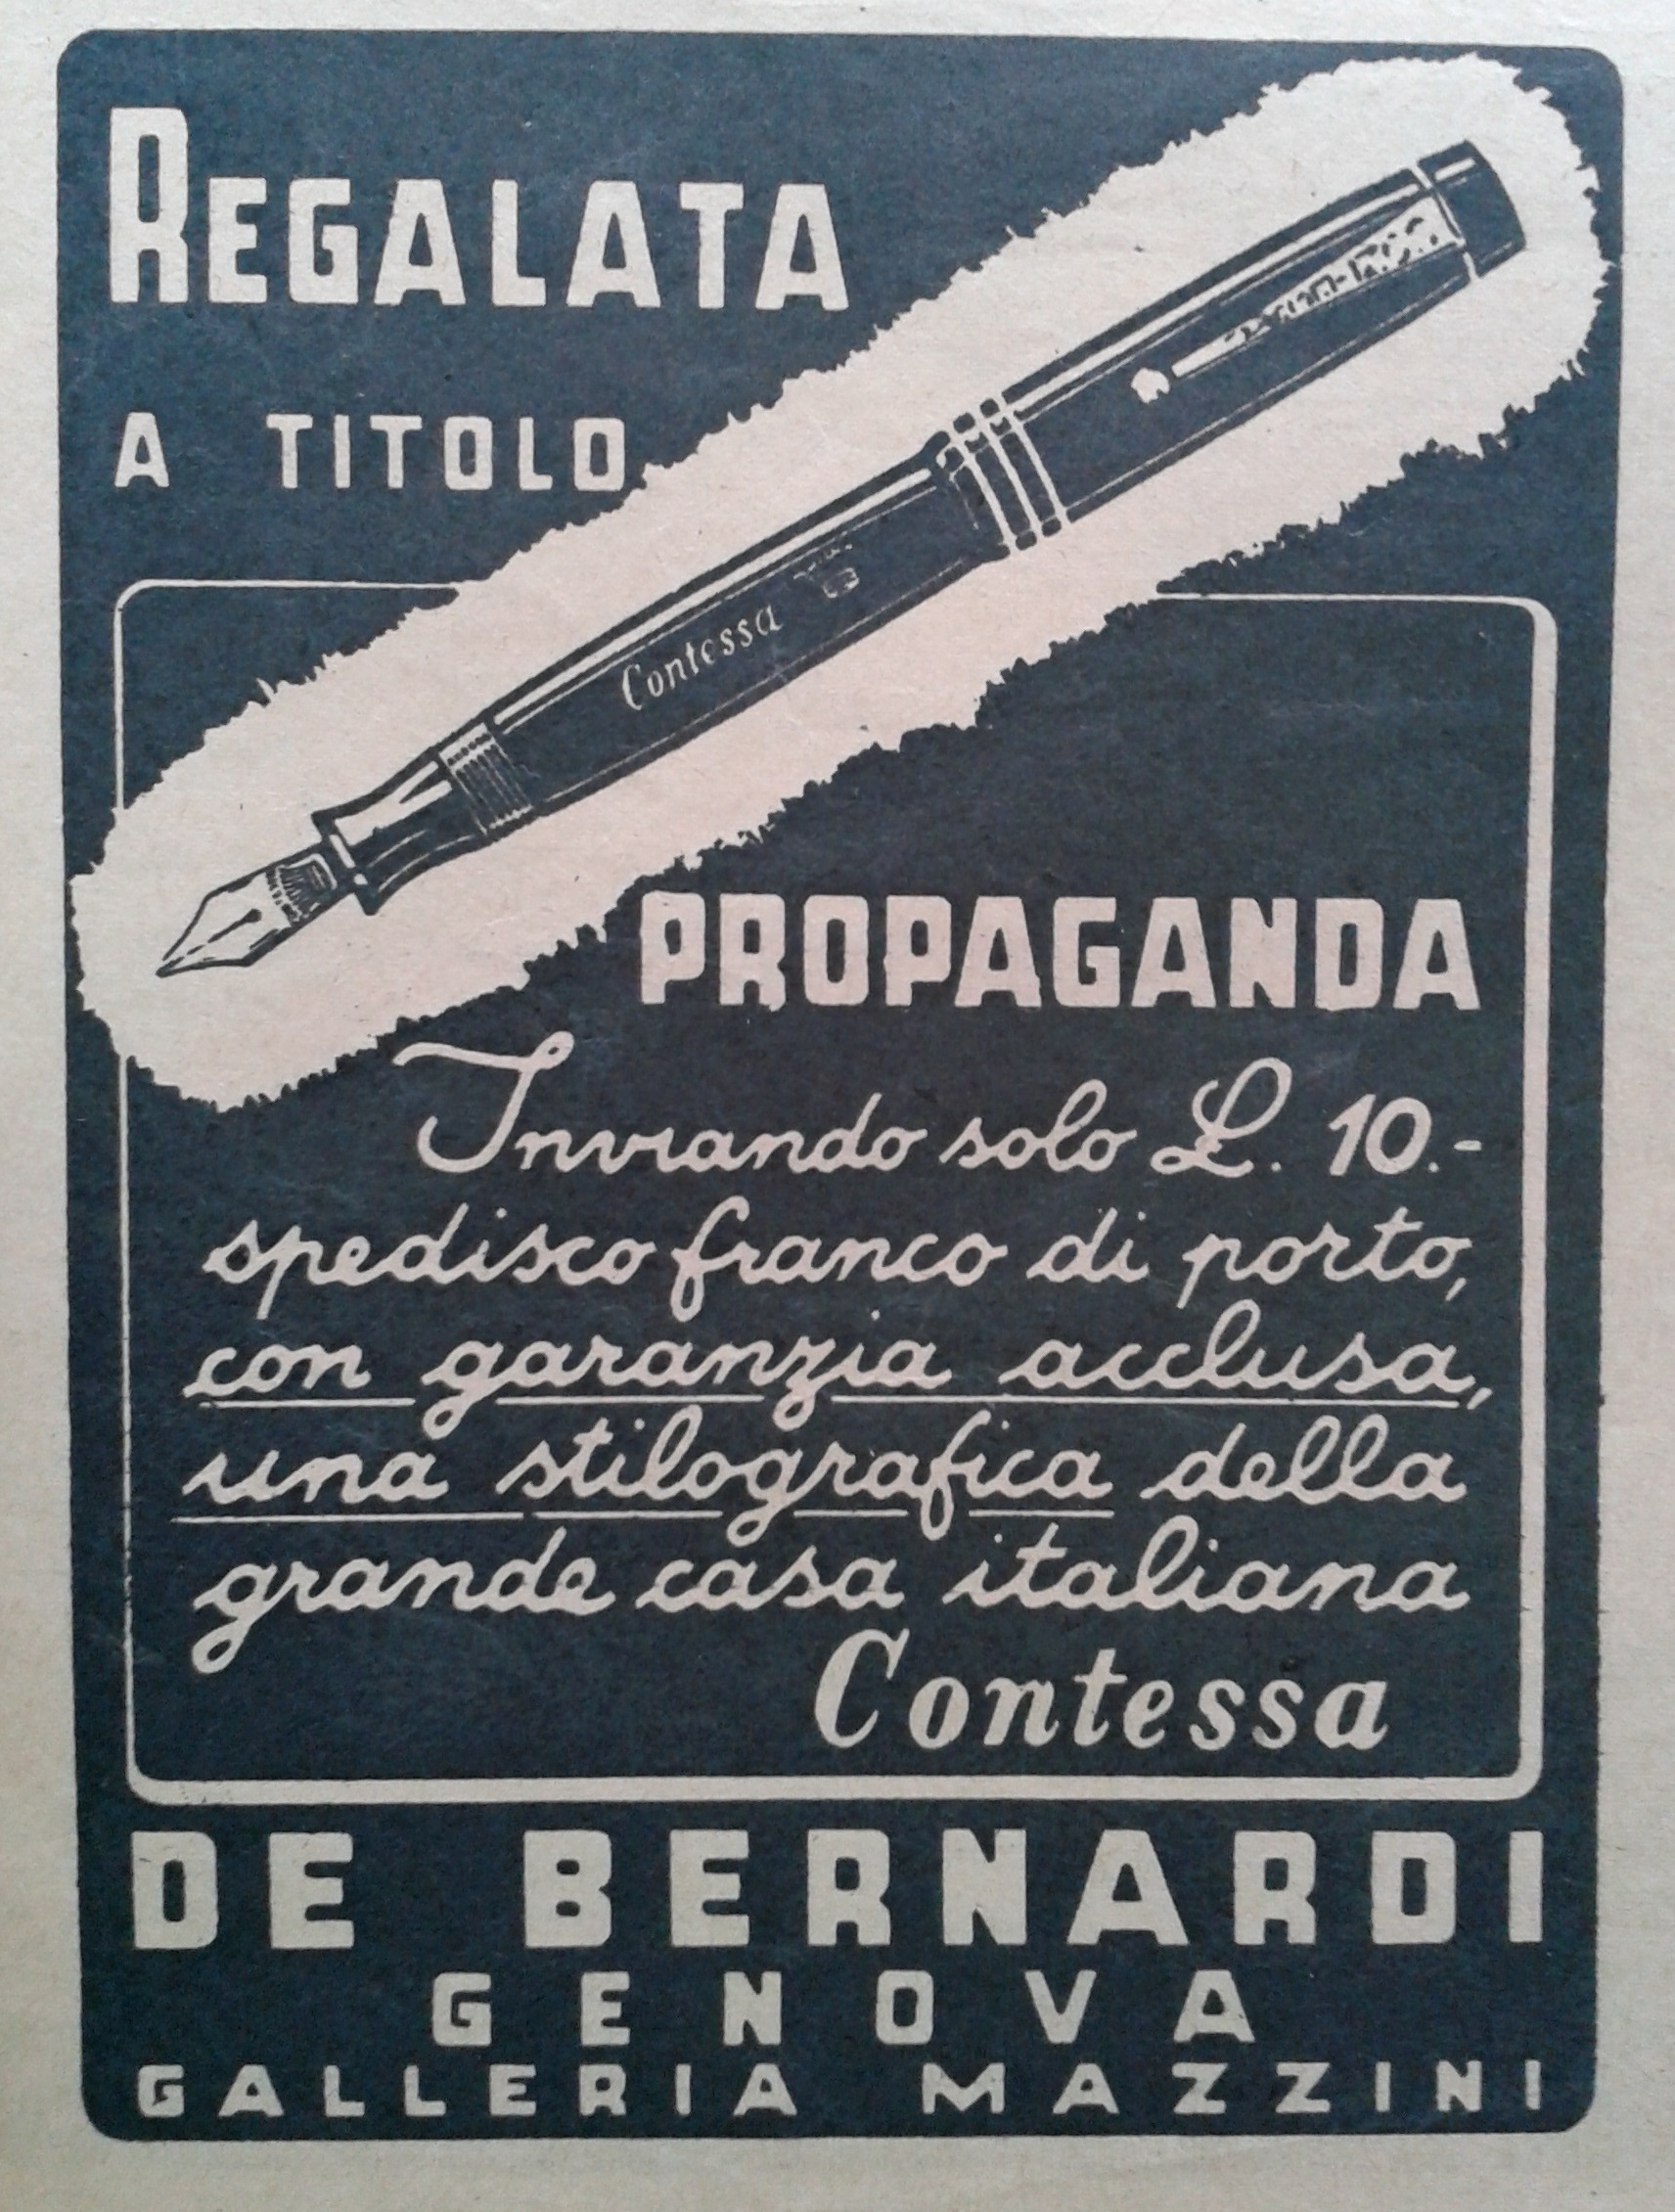 REGALATA
A TITOLO
Contessa
PROPAGANDA
Inviando solo L. 10.-
spedisco franco di porto,
con garanzia acclusa,
una stilografica della
grande casa italiana
Contessa
DE BERNARDI
GENOVA
GALLERIA MAZZINI